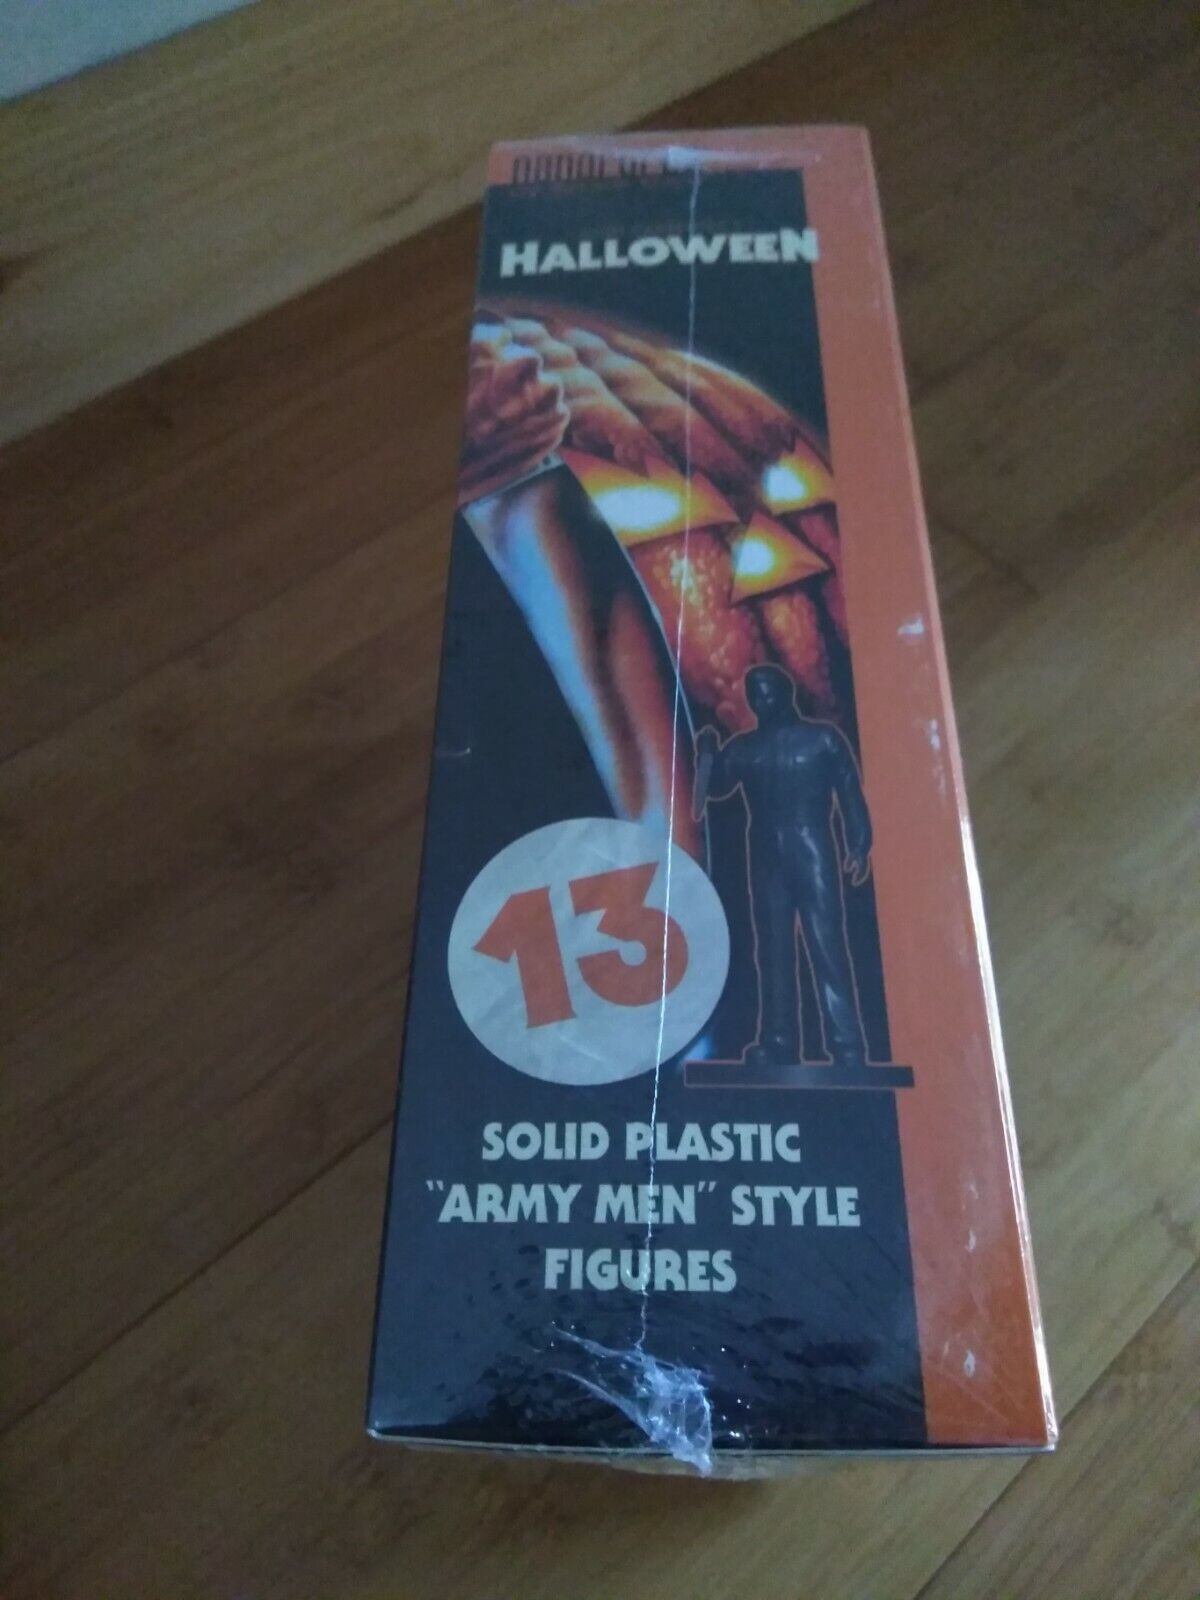 HALLOWEEN
13
SOLID PLASTIC
"ARMY MEN" STYLE
FIGURES